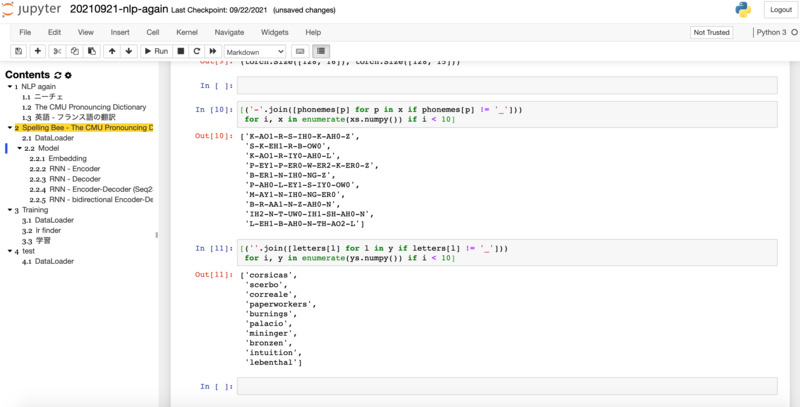 jupyter 20210921-nlp-again Last Checkpoint: 09/22/2021 (unsaved changes)
Logout
File Edit View Insert Cell Kernel Navigate Widgets Help
Not Trusted
Python 3
Run
Markdown
Contents
1 NLP again
1.1 ニーチェ
1.2 The CMU Pronouncing Dictionary
1.3 英語 - フランス語の翻訳
2 Spelling Bee - The CMU Pronouncing D
2.1 DataLoader
2.2 Model
2.2.1 Embedding
2.2.2 RNN - Encoder
2.2.3 RNN - Decoder
2.2.4 RNN - Encoder-Decoder (Seq2
2.2.5 RNN - bidirectional Encoder-De
3 Training
3.1 DataLoader
3.2 lr finder
3.3 学習
4 test
4.1 DataLoader
(torch.Size([128, 16]), torch.Size([128, 15]))
In [ ]:
In [10]: [('-'.join([phonemes[p] for p in x if phonemes[p] != '_']))
for i, x in enumerate(xs.numpy()) if i < 10]
Out[10]: ['K-AO1-R-S-IH0-K-AH0-Z',
'S-K-EH1-R-B-OW0',
'K-AO1-R-IY0-AH0-L',
'P-EY1-P-ER0-W-ER2-K-ER0-Z',
'B-ER1-N-IH0-NG-Z',
'P-AH0-L-EY1-S-IY0-OW0',
'M-AY1-N-IH0-NG-ER0',
'B-R-AA1-N-Z-AH0-N',
'IH2-N-T-UW0-IH1-SH-AH0-N',
'L-EH1-B-AH0-N-TH-AO2-L']
In [11]: [(''.join([letters[l] for l in y if letters[l] != '_']))
for i, y in enumerate(ys.numpy()) if i < 10]
Out[11]: ['corsicas',
'scerbo',
'correale',
'paperworkers',
'burnings',
'palacio',
'mininger',
'bronzen',
'intuition',
'lebenthal']
In [ ]: